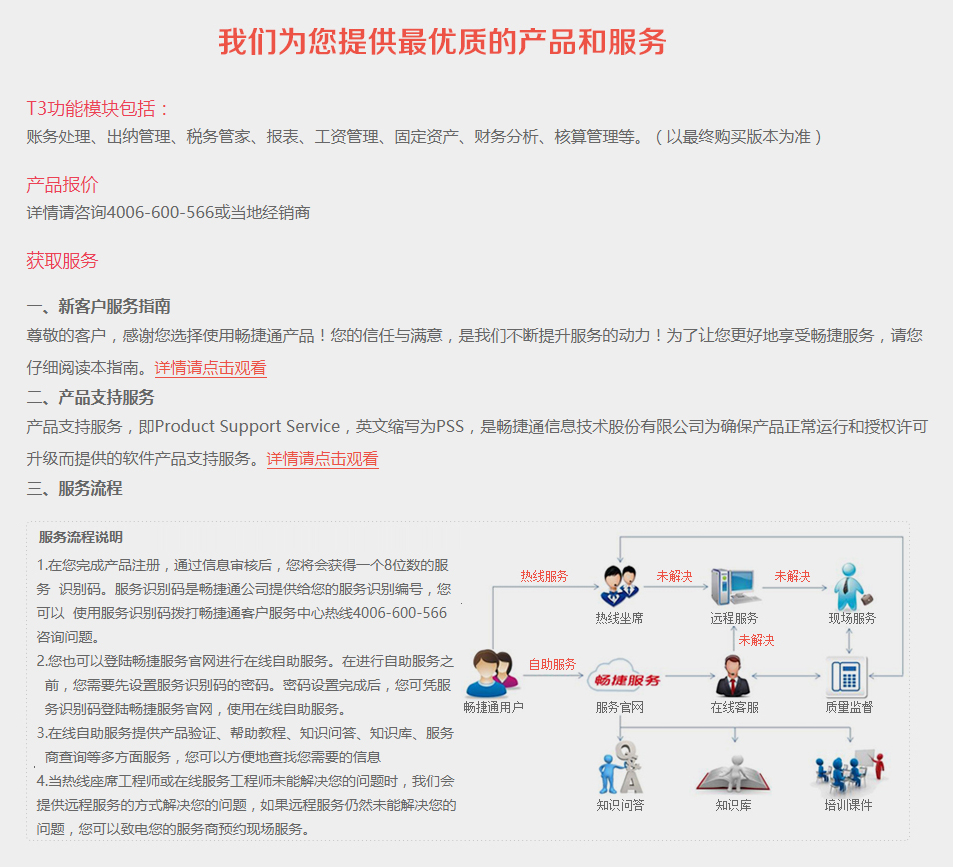 我们为您提供最优质的产品和服务
T3功能模块包括：
账务处理、出纳管理、税务管家、报表、工资管理、固定资产、财务分析、核算管理等。（以最终购买版本为准）
产品报价
详情请咨询4006-600-566或当地经销商
获取服务
一、新客户服务指南
尊敬的客户，感谢您选择使用畅捷通产品！您的信任与满意，是我们不断提升服务的动力！为了让您更好地享受畅捷服务，请您
仔细阅读本指南。详情请点击观看
二、产品支持服务
产品支持服务，即Product Support Service，英文缩写为PSS，是畅捷通信息技术股份有限公司为确保产品正常运行和授权许可
升级而提供的软件产品支持服务。详情请点击观看
三、服务流程
服务流程说明
1.在您完成产品注册，通过信息审核后，您将会获得一个8位数的服
务 识别码。服务识别码是畅捷通公司提供给您的服务识别编号，您
可以 使用服务识别码拨打畅捷通客户服务中心热线4006-600-566
咨询问题。
2.您也可以登陆畅捷服务官网进行在线自助服务。在进行自助服务之
前，您需要先设置服务识别码的密码。密码设置完成后，您可凭服
务识别码登陆畅捷服务官网，使用在线自助服务。
3.在线自助服务提供产品验证、帮助教程、知识问答、知识库、服务
商查询等多方面服务，您可以方便地查找您需要的信息
4.当热线座席工程师或在线服务工程师未能解决您的问题时，我们会
提供远程服务的方式解决您的问题，如果远程服务仍然未能解决您的
问题，您可以致电您的服务商预约现场服务。
热线服务
未解决
未解决
热线坐席
远程服务
现场服务
未解决
自助服务
畅捷服务
畅捷通用户
服务官网
在线客服
质量监督
Q
A
知识问答
知识库
培训课件